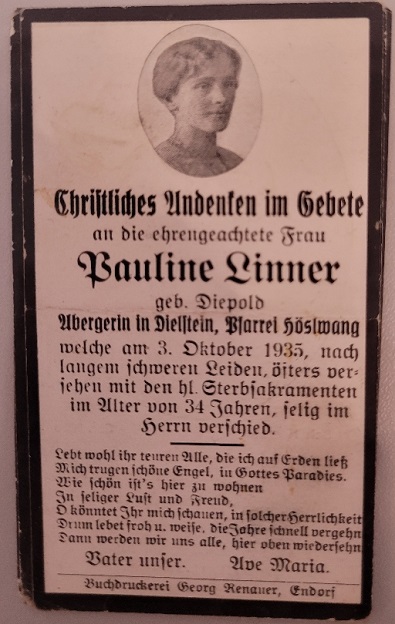 Christliches Andenken im Gebete
an die ehrengeachtete Frau
Pauline Linner
geb. Diepold
Abergerin in Dielstein, Pfarrei Höslwang
welche am 3. Oktober 1935, nach
langem schweren Leiden, öfters ver-
sehen mit den hl. Sterbsakramenten
im Alter von 34 Jahren, selig im
Herrn verschied.
Lebt wohl ihr teuren Alle, die ich auf Erden ließ
Mich trugen schöne Engel, in Gottes Paradies.
Wie schön ist's hier zu wohnen
In seliger Lust und Freud,
O könntet Ihr mich schauen, in solcher Herrlichkeit
Drum lebet froh u. weise, die Jahre schnell vergehn
Dann werden wir uns alle, hier oben wiedersehn
Vater unser. Ave Maria.
Buchdruckerei Georg Renauer, Endorf